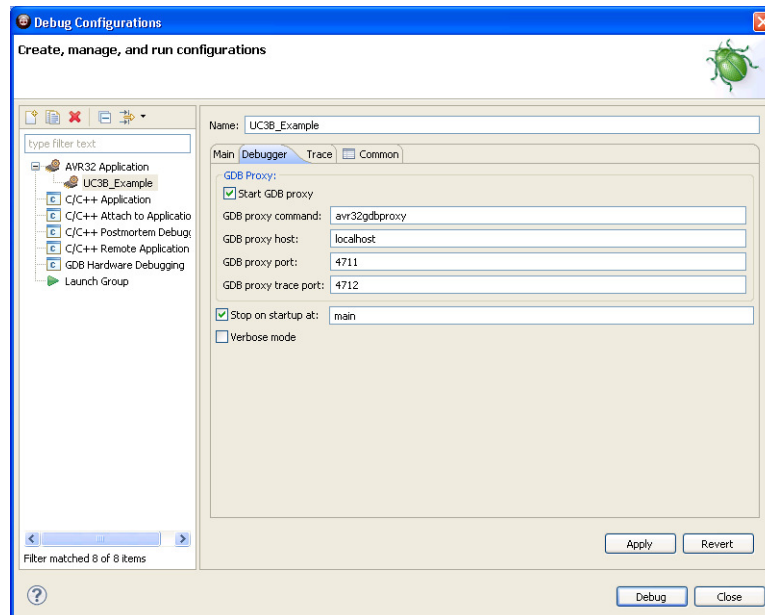 Debug Configurations
Create, manage, and run configurations
type filter text
AVR32 Application
UC3B_Example
C/C++ Application
C/C++ Attach to Applicatio
C/C++ Postmortem Debugg
C/C++ Remote Application
GDB Hardware Debugging
Launch Group
Filter matched 8 of 8 items
Name: UC3B_Example
Main Debugger Trace Common
GDB Proxy:
Start GDB proxy
GDB proxy command: avr32gdbproxy
GDB proxy host: localhost
GDB proxy port: 4711
GDB proxy trace port: 4712
Stop on startup at: main
Verbose mode
Apply Revert
? Debug Close